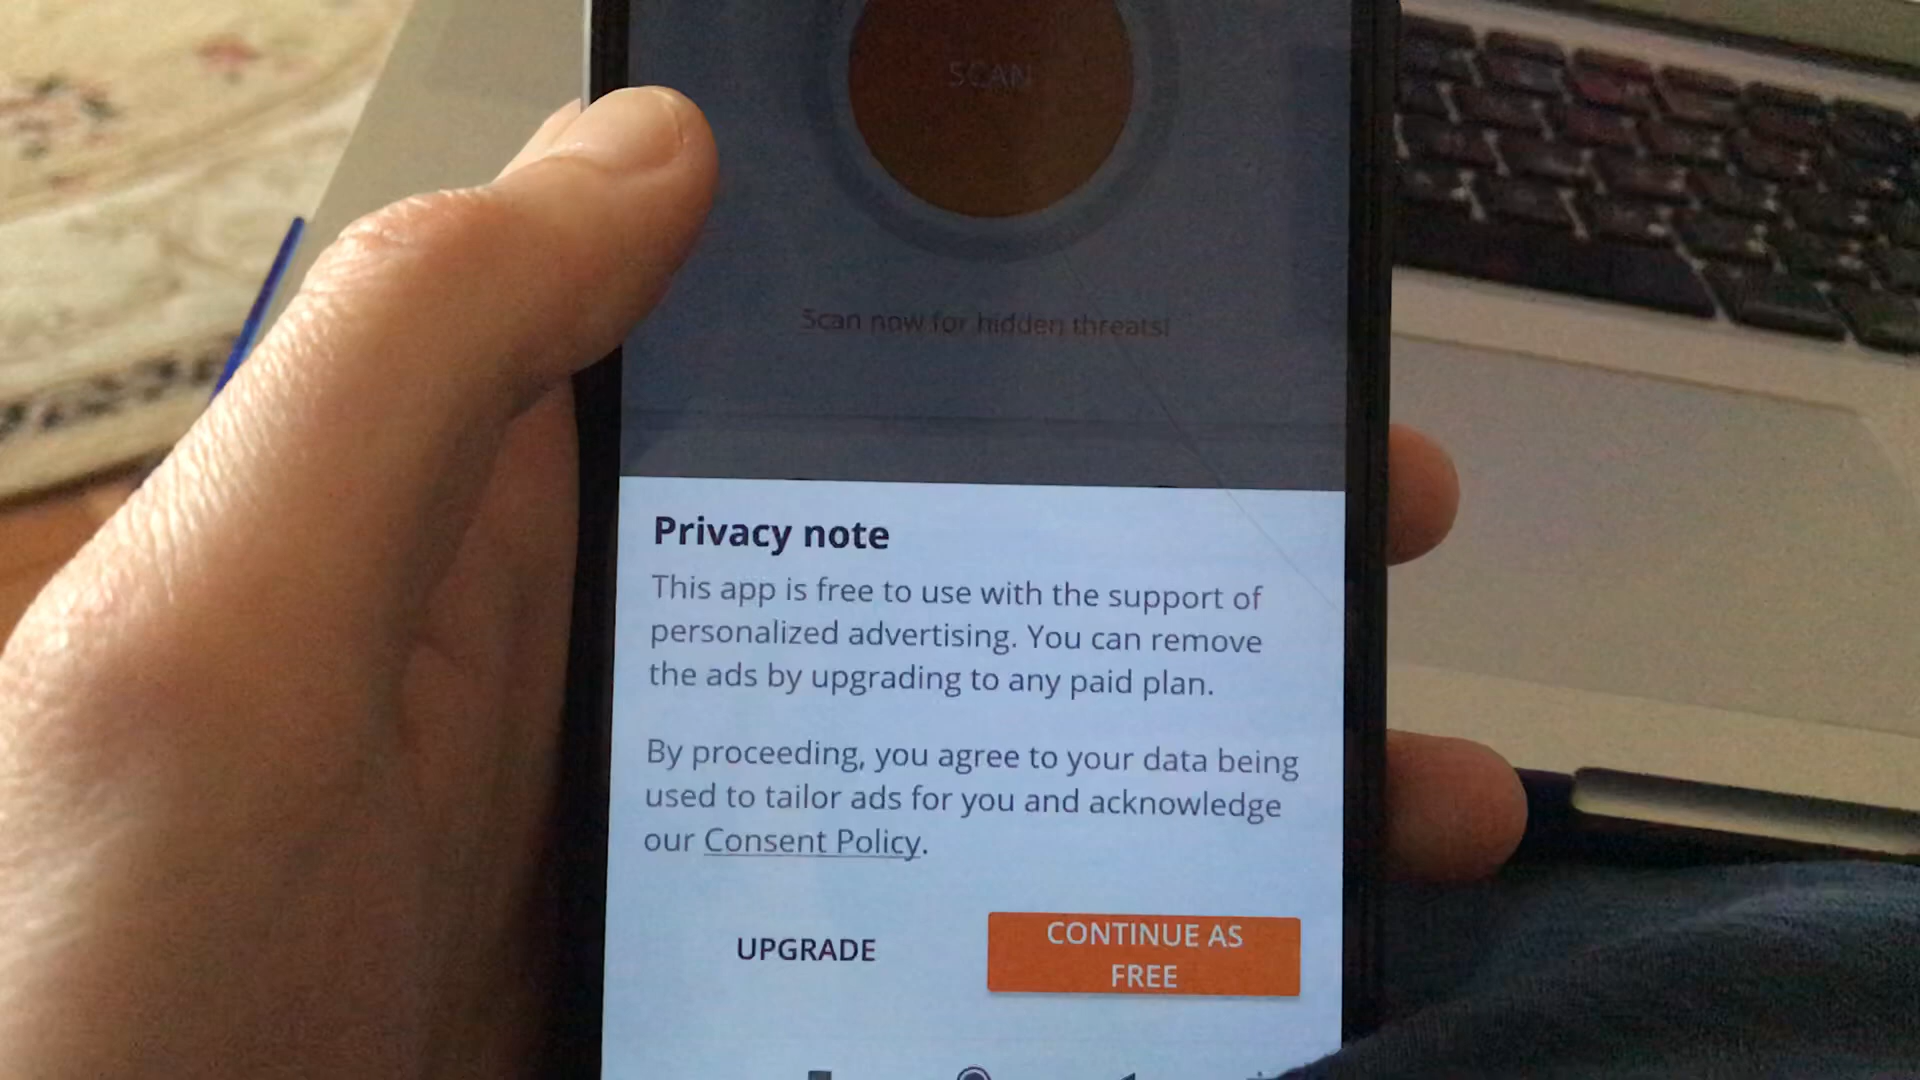 SCAN
Scan now for hidden threats!
Privacy note
This app is free to use with the support of
personalized advertising. You can remove
the ads by upgrading to any paid plan.
By proceeding, you agree to your data being
used to tailor ads for you and acknowledge
our Consent Policy.
UPGRADE
CONTINUE AS
FREE